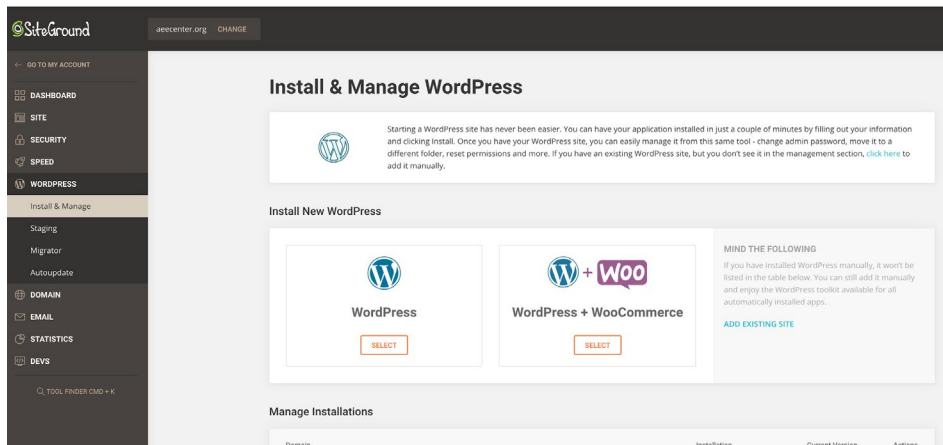 SiteGround
aeecenter.org CHANGE
← GO TO MY ACCOUNT
DASHBOARD
SITE
SECURITY
SPEED
WORDPRESS
Install & Manage
Staging
Migrator
Autoupdate
DOMAIN
EMAIL
STATISTICS
DEVS
TOOL FINDER CMD + K
Install & Manage WordPress
Starting a WordPress site has never been easier. You can have your application installed in just a couple of minutes by filling out your information
and clicking Install. Once you have your WordPress site, you can easily manage it from this same tool - change admin password, move it to a
different folder, reset permissions and more. If you have an existing WordPress site, but you don't see it in the management section, click here to
add it manually.
Install New WordPress
WordPress
SELECT
+ WOO
WordPress + WooCommerce
SELECT
MIND THE FOLLOWING
If you have installed WordPress manually, it won't be
listed in the table below. You can still add it manually
and enjoy the WordPress toolkit available for all
automatically installed apps.
ADD EXISTING SITE
Manage Installations
Domain Installation Current Version Actions